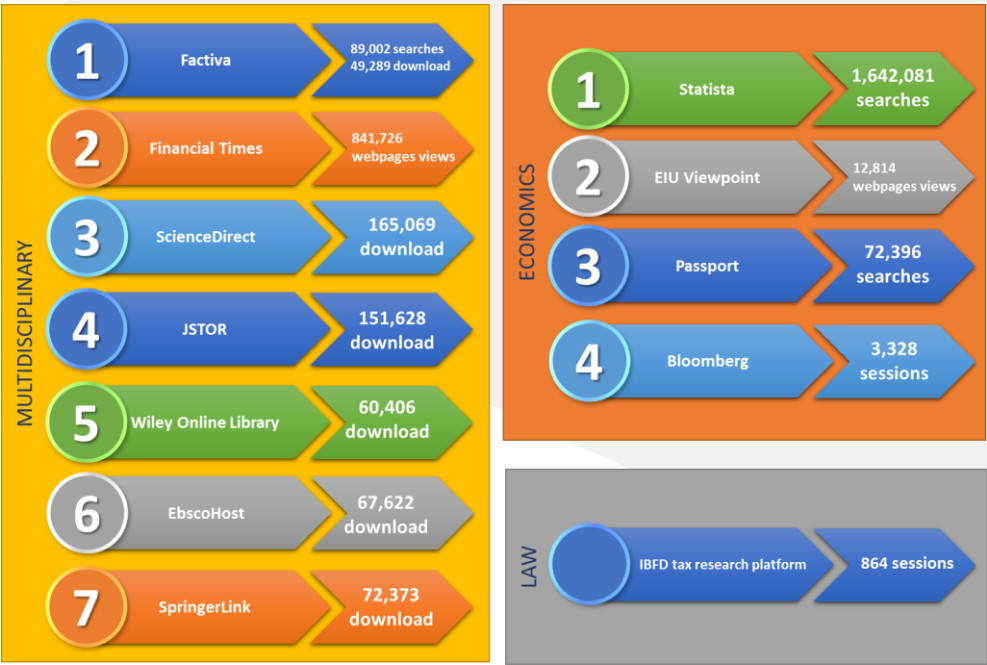 MULTIDISCIPLINARY
1
Factiva
89,002 searches
49,289 download
2
Financial Times
841,726
webpages views
3
ScienceDirect
165,069
download
4
JSTOR
151,628
download
5
Wiley Online Library
60,406
download
6
EbscoHost
67,622
download
7
SpringerLink
72,373
download
ECONOMICS
1
Statista
1,642,081
searches
2
EIU Viewpoint
12,814
webpages views
3
Passport
72,396
searches
4
Bloomberg
3,328
sessions
LAW
IBFD tax research platform
864 sessions